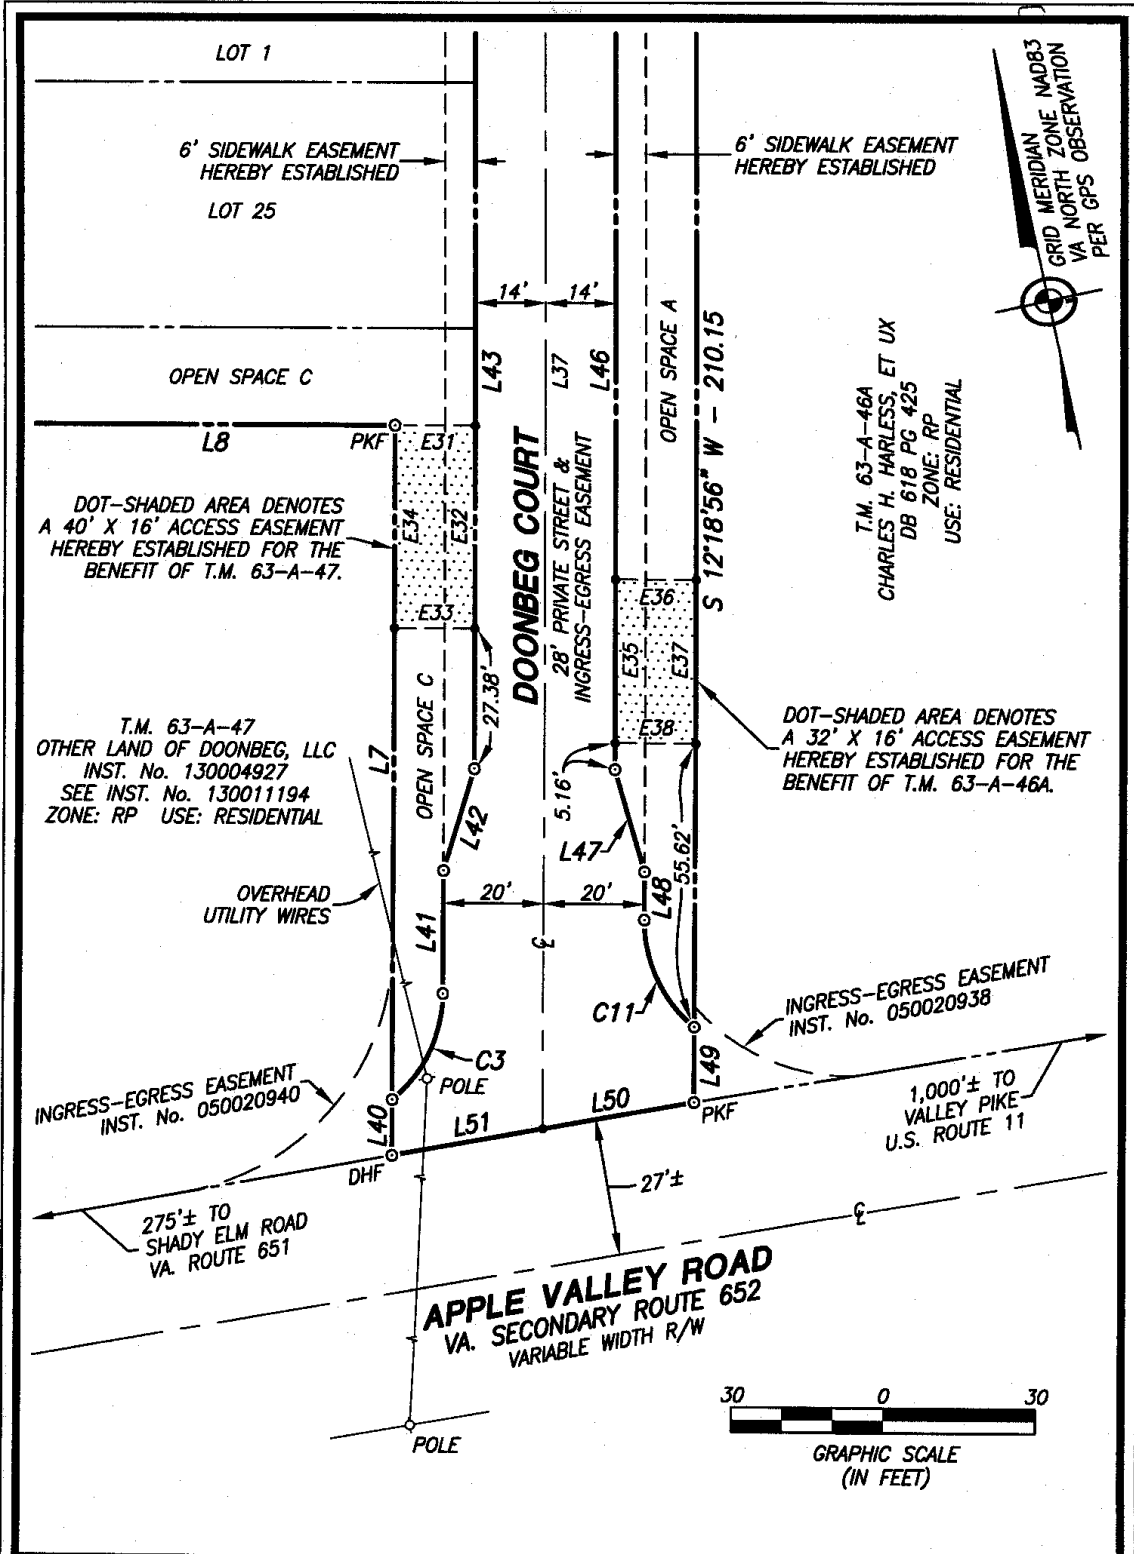 LOT 1
6' SIDEWALK EASEMENT
HEREBY ESTABLISHED
LOT 25
6' SIDEWALK EASEMENT
HEREBY ESTABLISHED
GRID MERIDIAN
VA NORTH ZONE NAD83
PER GPS OBSERVATION
14'
14'
OPEN SPACE C
L43
L37
L46
OPEN SPACE A
S 12°18'56" W - 210.15
T.M. 63-A-46A
CHARLES H. HARLESS, ET UX
DB 618 PG 425
ZONE: RP
USE: RESIDENTIAL
L8
PKF
E31
E34
E32
E33
DOT-SHADED AREA DENOTES
A 40' X 16' ACCESS EASEMENT
HEREBY ESTABLISHED FOR THE
BENEFIT OF T.M. 63-A-47.
DOONBEG COURT
28' PRIVATE STREET &
INGRESS-EGRESS EASEMENT
E36
E35
E37
E38
27.38'
OPEN SPACE C
T.M. 63-A-47
OTHER LAND OF DOONBEG, LLC
INST. No. 130004927
SEE INST. No. 130011194
ZONE: RP USE: RESIDENTIAL
L7
DOT-SHADED AREA DENOTES
A 32' X 16' ACCESS EASEMENT
HEREBY ESTABLISHED FOR THE
BENEFIT OF T.M. 63-A-46A.
5.16'
L42
L47
55.62'
OVERHEAD
UTILITY WIRES
20'
20'
L41
L48
℄
C11
INGRESS-EGRESS EASEMENT
INST. No. 050020938
C3
POLE
INGRESS-EGRESS EASEMENT
INST. No. 050020940
L40
L51
L50
L49
PKF
1,000'± TO
VALLEY PIKE
U.S. ROUTE 11
DHF
27'±
℄
275'± TO
SHADY ELM ROAD
VA. ROUTE 651
APPLE VALLEY ROAD
VA. SECONDARY ROUTE 652
VARIABLE WIDTH R/W
POLE
30 0 30
GRAPHIC SCALE
(IN FEET)